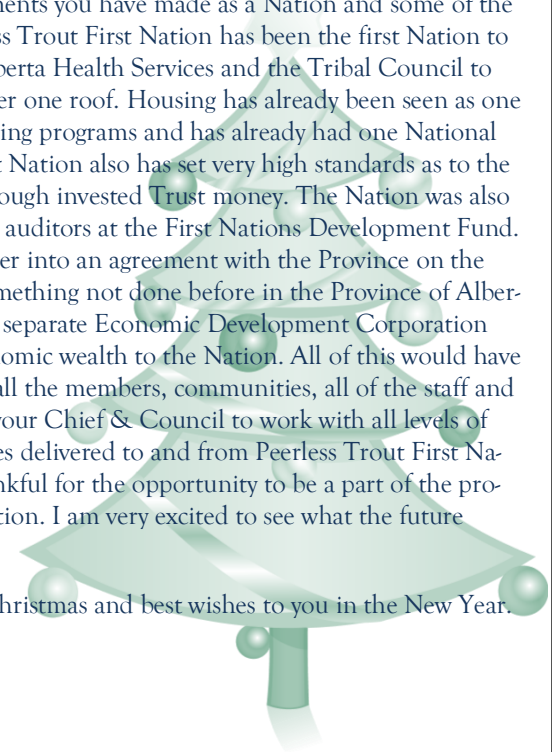 ments you have made as a Nation and some of the
ss Trout First Nation has been the first Nation to
berta Health Services and the Tribal Council to
er one roof. Housing has already been seen as one
ing programs and has already had one National
t Nation also has set very high standards as to the
ough invested Trust money. The Nation was also
auditors at the First Nations Development Fund.
er into an agreement with the Province on the
mething not done before in the Province of Alber-
separate Economic Development Corporation
nomic wealth to the Nation. All of this would have
all the members, communities, all of the staff and
your Chief & Council to work with all levels of
es delivered to and from Peerless Trout First Na-
nkful for the opportunity to be a part of the pro-
tion. I am very excited to see what the future
hristmas and best wishes to you in the New Year.